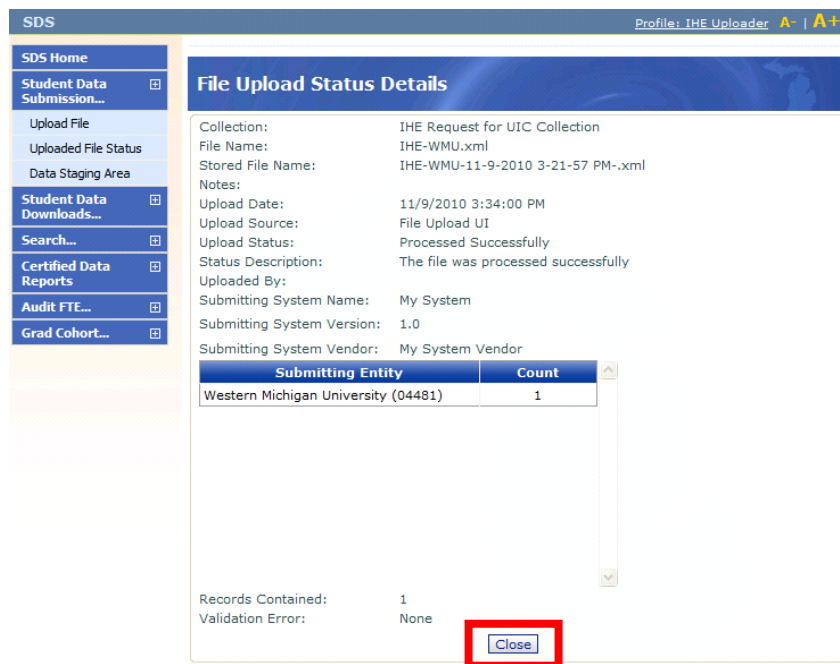 SDS
Profile: IHE Uploader A- | A+
SDS Home
Student Data
Submission...
Upload File
Uploaded File Status
Data Staging Area
Student Data
Downloads...
Search...
Certified Data
Reports
Audit FTE...
Grad Cohort...
File Upload Status Details
Collection: IHE Request for UIC Collection
File Name: IHE-WMU.xml
Stored File Name: IHE-WMU-11-9-2010 3-21-57 PM-.xml
Notes:
Upload Date: 11/9/2010 3:34:00 PM
Upload Source: File Upload UI
Upload Status: Processed Successfully
Status Description: The file was processed successfully
Uploaded By:
Submitting System Name: My System
Submitting System Version: 1.0
Submitting System Vendor: My System Vendor
Submitting Entity Count
Western Michigan University (04481) 1
Records Contained: 1
Validation Error: None
Close